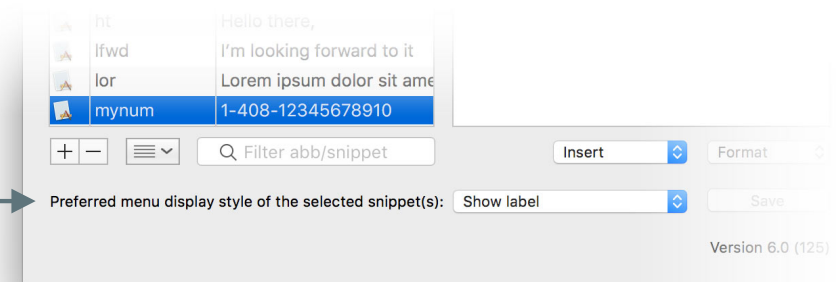 ht Hello there,
lfwd I'm looking forward to it
lor Lorem ipsum dolor sit ame
mynum 1-408-12345678910
Filter abb/snippet Insert Format
Preferred menu display style of the selected snippet(s): Show label Save
Version 6.0 (125)